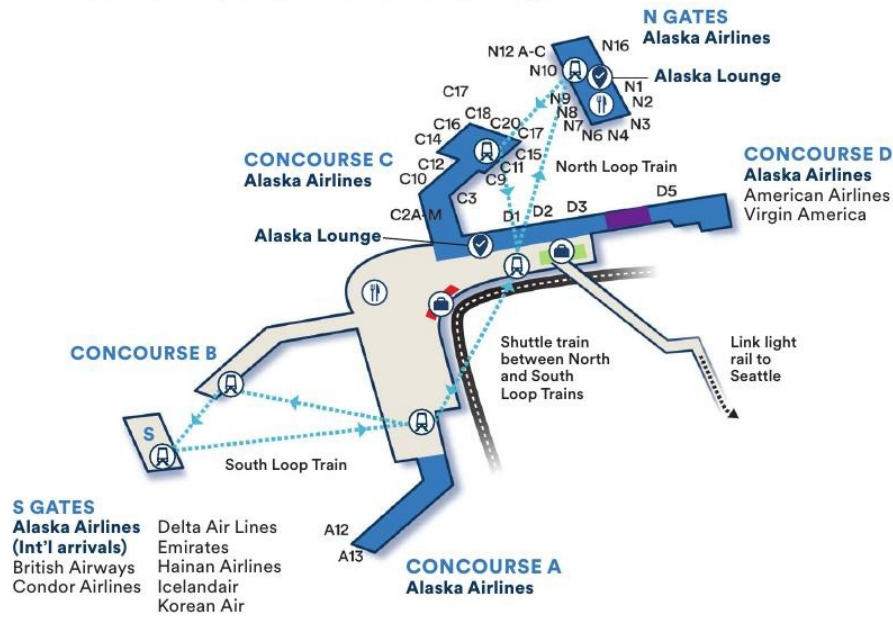 N GATES
Alaska Airlines
N12 A-C
N16
N10
Alaska Lounge
N1
N9
N2
N8
N3
N7
N6 N4
C17
C18
C16
C20
C14
C17
C12
C15
C11
C10
C9
C3
C2A-M
CONCOURSE C
Alaska Airlines
North Loop Train
CONCOURSE D
Alaska Airlines
American Airlines
Virgin America
D1
D2
D3
D5
Alaska Lounge
CONCOURSE B
Shuttle train
between North
and South
Loop Trains
Link light
rail to
Seattle
S
South Loop Train
S GATES
Alaska Airlines
(Int'l arrivals)
British Airways
Condor Airlines
Delta Air Lines
Emirates
Hainan Airlines
Icelandair
Korean Air
A12
A13
CONCOURSE A
Alaska Airlines